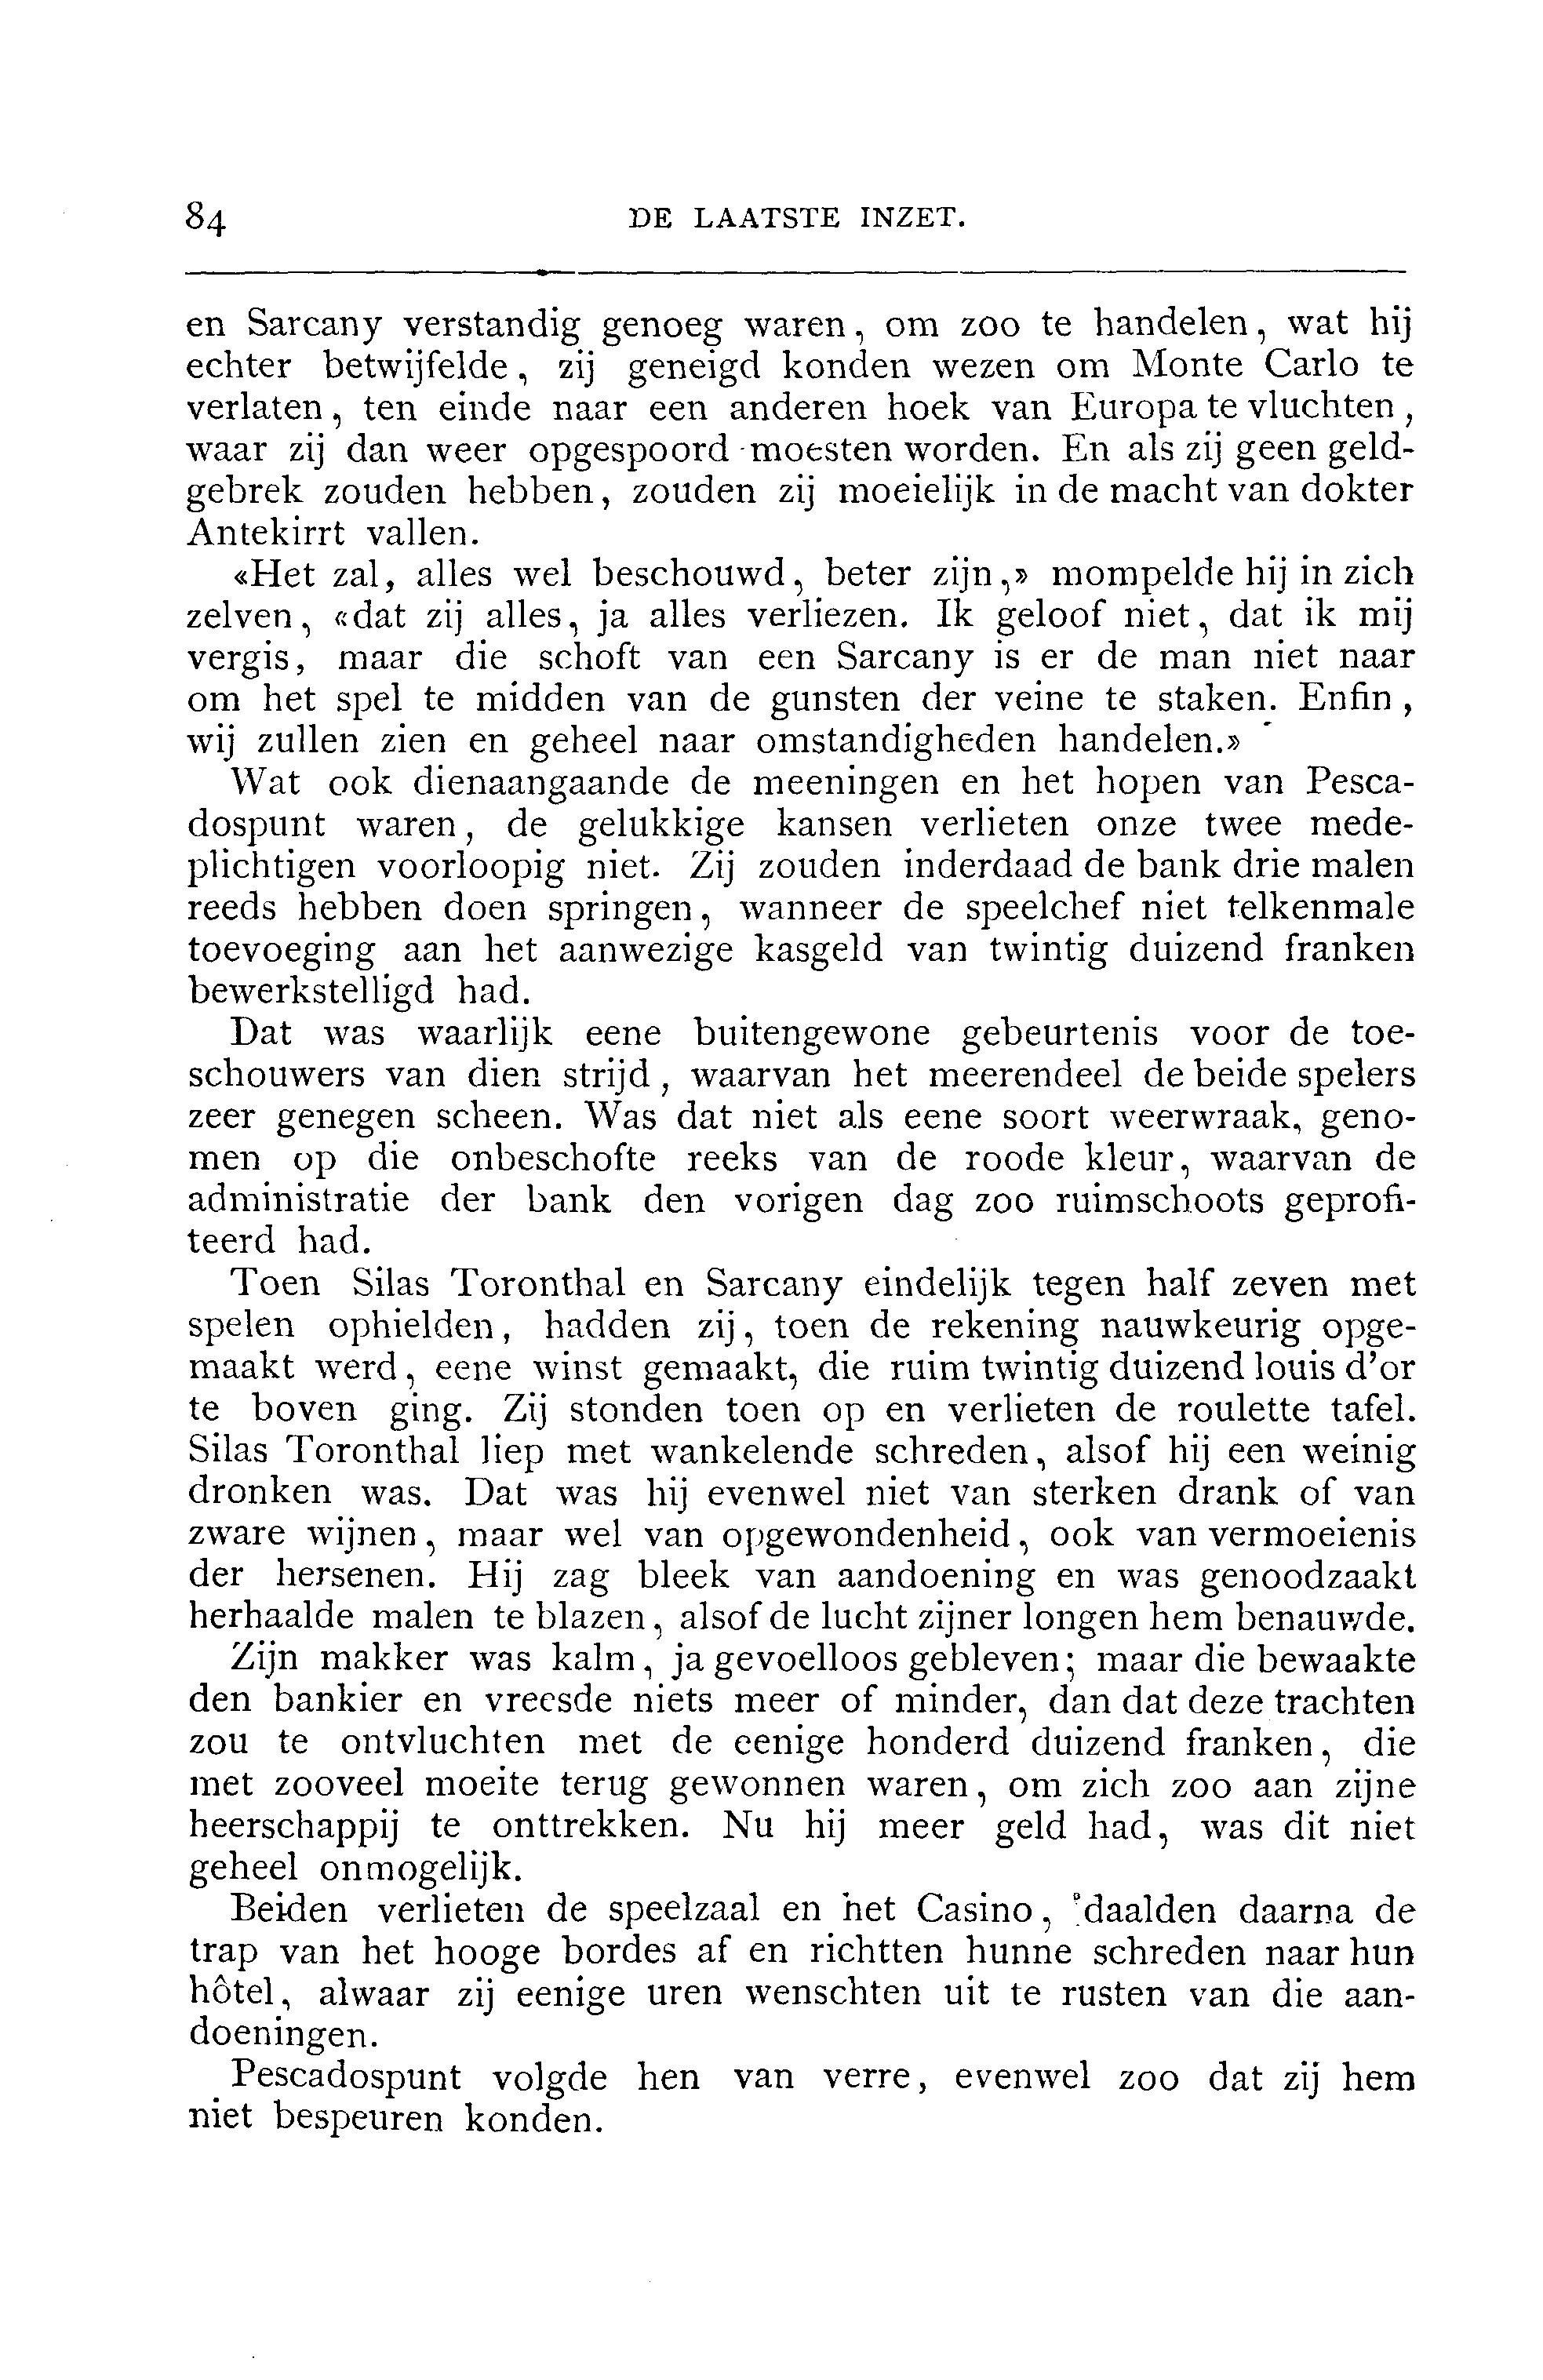 84 DE LAATSTE INZET.
en Sarcany verstandig genoeg waren, om zoo te handelen, wat hij
echter betwijfelde, zij geneigd konden wezen om Monte Carlo te
verlaten, ten einde naar een anderen hoek van Europa te vluchten,
waar zij dan weer opgespoord moesten worden. En als zij geen geld-
gebrek zouden hebben, zouden zij moeielijk in de macht van dokter
Antekirrt vallen.
«Het zal, alles wel beschouwd, beter zijn,» mompelde hij in zich
zelven, «dat zij alles, ja alles verliezen. Ik geloof niet, dat ik mij
vergis, maar die schoft van een Sarcany is er de man niet naar
om het spel te midden van de gunsten der veine te staken. Enfin,
wij zullen zien en geheel naar omstandigheden handelen.»
Wat ook dienaangaande de meeningen en het hopen van Pesca-
dospunt waren, de gelukkige kansen verlieten onze twee mede-
plichtigen voorloopig niet. Zij zouden inderdaad de bank drie malen
reeds hebben doen springen, wanneer de speelchef niet telkenmale
toevoeging aan het aanwezige kasgeld van twintig duizend franken
bewerkstelligd had.
Dat was waarlijk eene buitengewone gebeurtenis voor de toe-
schouwers van dien strijd, waarvan het meerendeel de beide spelers
zeer genegen scheen. Was dat niet als eene soort weerwraak, geno-
men op die onbeschofte reeks van de roode kleur, waarvan de
administratie der bank den vorigen dag zoo ruimschoots geprofi-
teerd had.
Toen Silas Toronthal en Sarcany eindelijk tegen half zeven met
spelen ophielden, hadden zij, toen de rekening nauwkeurig opge-
maakt werd, eene winst gemaakt, die ruim twintig duizend louis d'or
te boven ging. Zij stonden toen op en verlieten de roulette tafel.
Silas Toronthal liep met wankelende schreden, alsof hij een weinig
dronken was. Dat was hij evenwel niet van sterken drank of van
zware wijnen, maar wel van opgewondenheid, ook van vermoeienis
der hersenen. Hij zag bleek van aandoening en was genoodzaakt
herhaalde malen te blazen, alsof de lucht zijner longen hem benauwde.
Zijn makker was kalm, ja gevoelloos gebleven; maar die bewaakte
den bankier en vreesde niets meer of minder, dan dat deze trachten
zou te ontvluchten met de eenige honderd duizend franken, die
met zooveel moeite terug gewonnen waren, om zich zoo aan zijne
heerschappij te onttrekken. Nu hij meer geld had, was dit niet
geheel onmogelijk.
Beiden verlieten de speelzaal en het Casino, daalden daarna de
trap van het hooge bordes af en richtten hunne schreden naar hun
hôtel, alwaar zij eenige uren wenschten uit te rusten van die aan-
doeningen.
Pescadospunt volgde hen van verre, evenwel zoo dat zij hem
niet bespeuren konden.